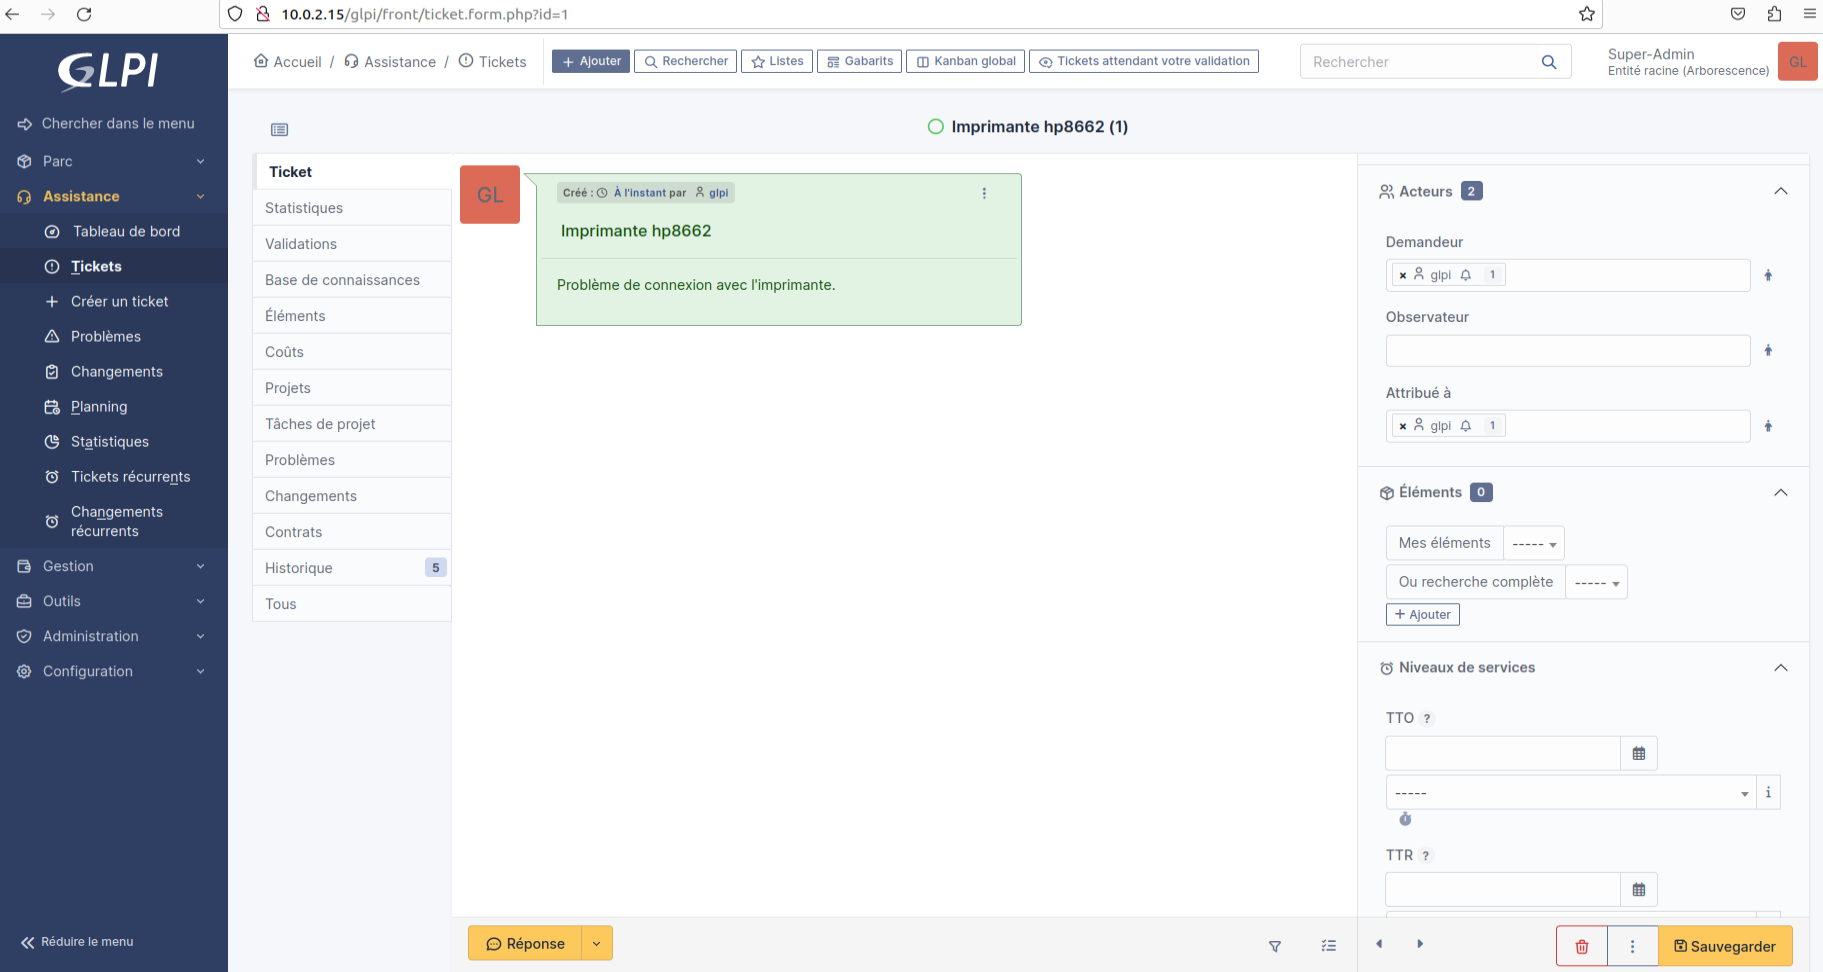 10.0.2.15/glpi/front/ticket.form.php?id=1
GLPI
Chercher dans le menu
Parc
Assistance
Tableau de bord
Tickets
Créer un ticket
Problèmes
Changements
Planning
Statistiques
Tickets récurrents
Changements
récurrents
Gestion
Outils
Administration
Configuration
Réduire le menu
Accueil / Assistance / Tickets
Ajouter
Rechercher
Listes
Gabarits
Kanban global
Tickets attendant votre validation
Rechercher
Super-Admin
Entité racine (Arborescence)
GL
Imprimante hp8662 (1)
Ticket
Statistiques
Validations
Base de connaissances
Éléments
Coûts
Projets
Tâches de projet
Problèmes
Changements
Contrats
Historique 5
Tous
GL
Créé : À l'instant par glpi
Imprimante hp8662
Problème de connexion avec l'imprimante.
Réponse
Acteurs 2
Demandeur
× glpi 1
Observateur
Attribué à
× glpi 1
Éléments 0
Mes éléments -----
Ou recherche complète -----
+ Ajouter
Niveaux de services
TTO ?
----- i
TTR ?
Sauvegarder